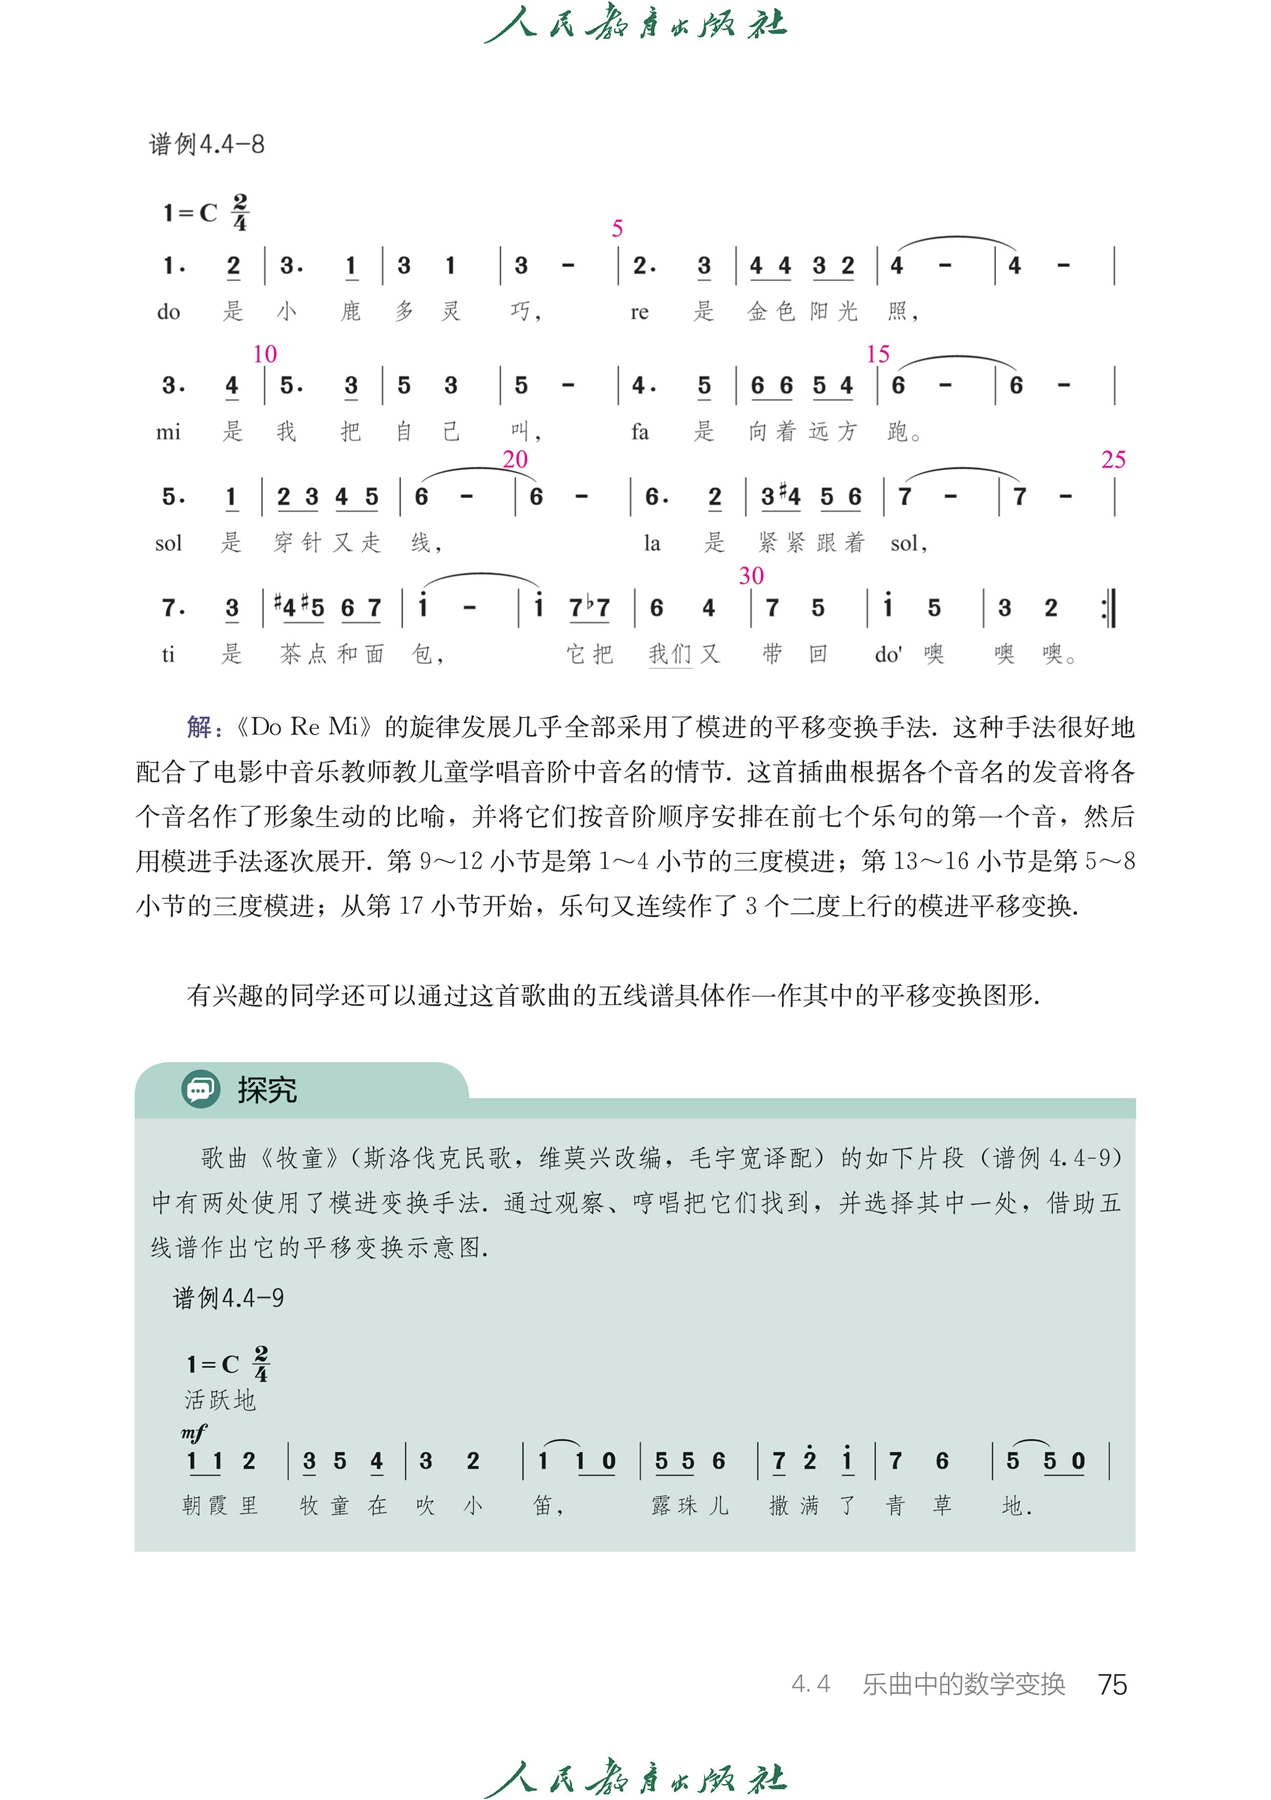 人民教育出版社
谱例4.4-8
1=C 2/4
5
1. 2 | 3. 1 | 3 1 | 3 - | 2. 3 | 4 4 3 2 | 4 - | 4 - |
do 是 小 鹿 多 灵 巧, re 是 金 色 阳 光 照,
10 15
3. 4 | 5. 3 | 5 3 | 5 - | 4. 5 | 6 6 5 4 | 6 - | 6 - |
mi 是 我 把 自 己 叫, fa 是 向 着 远 方 跑。
20 25
5. 1 | 2 3 4 5 | 6 - | 6 - | 6. 2 | 3 ♯4 5 6 | 7 - | 7 - |
sol 是 穿 针 又 走 线, la 是 紧 紧 跟 着 sol,
30
7. 3 | ♯4 ♯5 6 7 | i - | i 7 ♭7 | 6 4 | 7 5 | i 5 | 3 2 :‖
ti 是 茶 点 和 面 包, 它 把 我 们 又 带 回 do' 噢 噢 噢。
解:《Do Re Mi》的旋律发展几乎全部采用了模进的平移变换手法. 这种手法很好地
配合了电影中音乐教师教儿童学唱音阶中音名的情节. 这首插曲根据各个音名的发音将各
个音名作了形象生动的比喻,并将它们按音阶顺序安排在前七个乐句的第一个音,然后
用模进手法逐次展开. 第 9～12 小节是第 1～4 小节的三度模进;第 13～16 小节是第 5～8
小节的三度模进;从第 17 小节开始,乐句又连续作了 3 个二度上行的模进平移变换.
有兴趣的同学还可以通过这首歌曲的五线谱具体作一作其中的平移变换图形.
探究
歌曲《牧童》(斯洛伐克民歌,维莫兴改编,毛宇宽译配)的如下片段(谱例 4.4-9)
中有两处使用了模进变换手法. 通过观察、哼唱把它们找到,并选择其中一处,借助五
线谱作出它的平移变换示意图.
谱例4.4-9
1=C 2/4
活跃地
mf
1 1 2 | 3 5 4 | 3 2 | 1 1 0 | 5 5 6 | 7 2̇ i | 7 6 | 5 5 0 |
朝 霞 里 牧 童 在 吹 小 笛, 露 珠 儿 撒 满 了 青 草 地.
4.4 乐曲中的数学变换 75
人民教育出版社